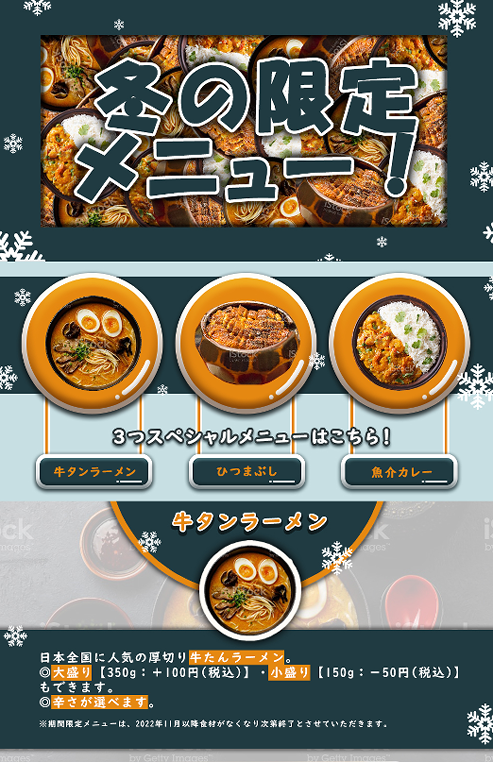 冬の限定
メニュー!
3つスペシャルメニューはこちら!
牛タンラーメン
ひつまぶし
魚介カレー
牛タンラーメン
日本全国に人気の厚切り牛たんラーメン。
◎大盛り【350g:+100円(税込)】・小盛り【150g:-50円(税込)】
もできます。
◎辛さが選べます。
※期間限定メニューは、2022年11月以降食材がなくなり次第終了とさせていただきます。